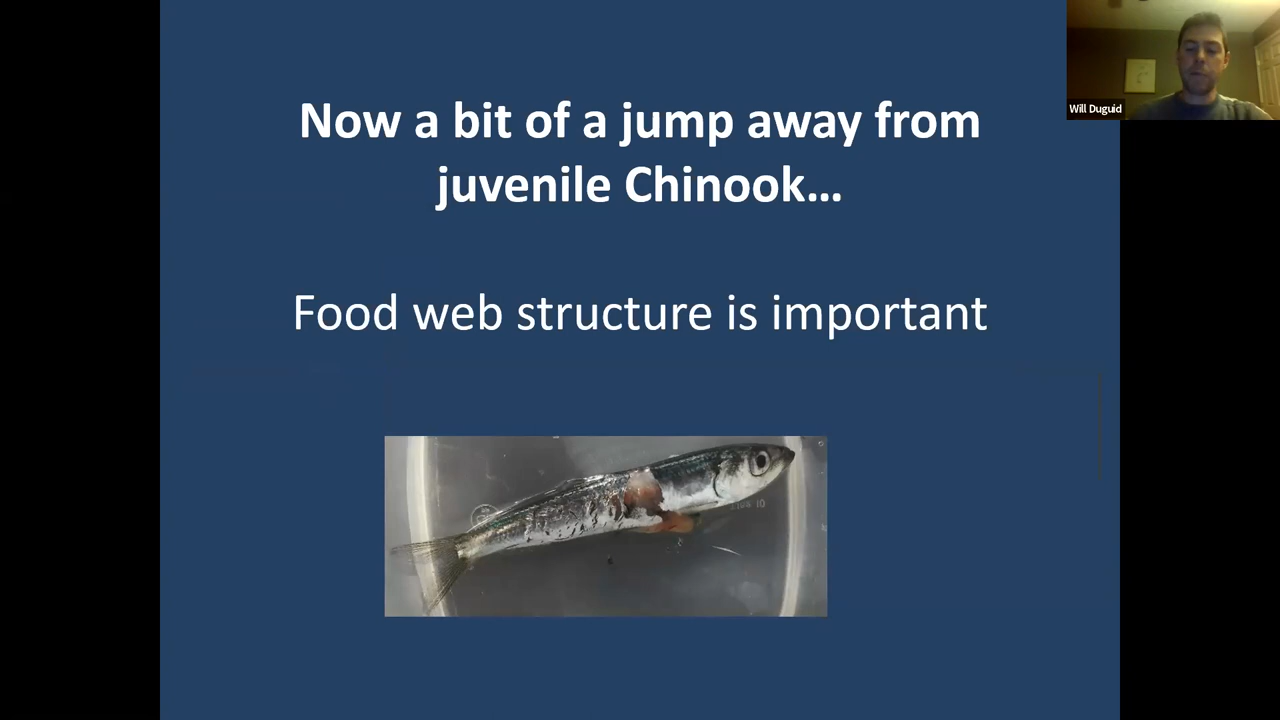 Now a bit of a jump away from
juvenile Chinook…
Food web structure is important
Will Duguid